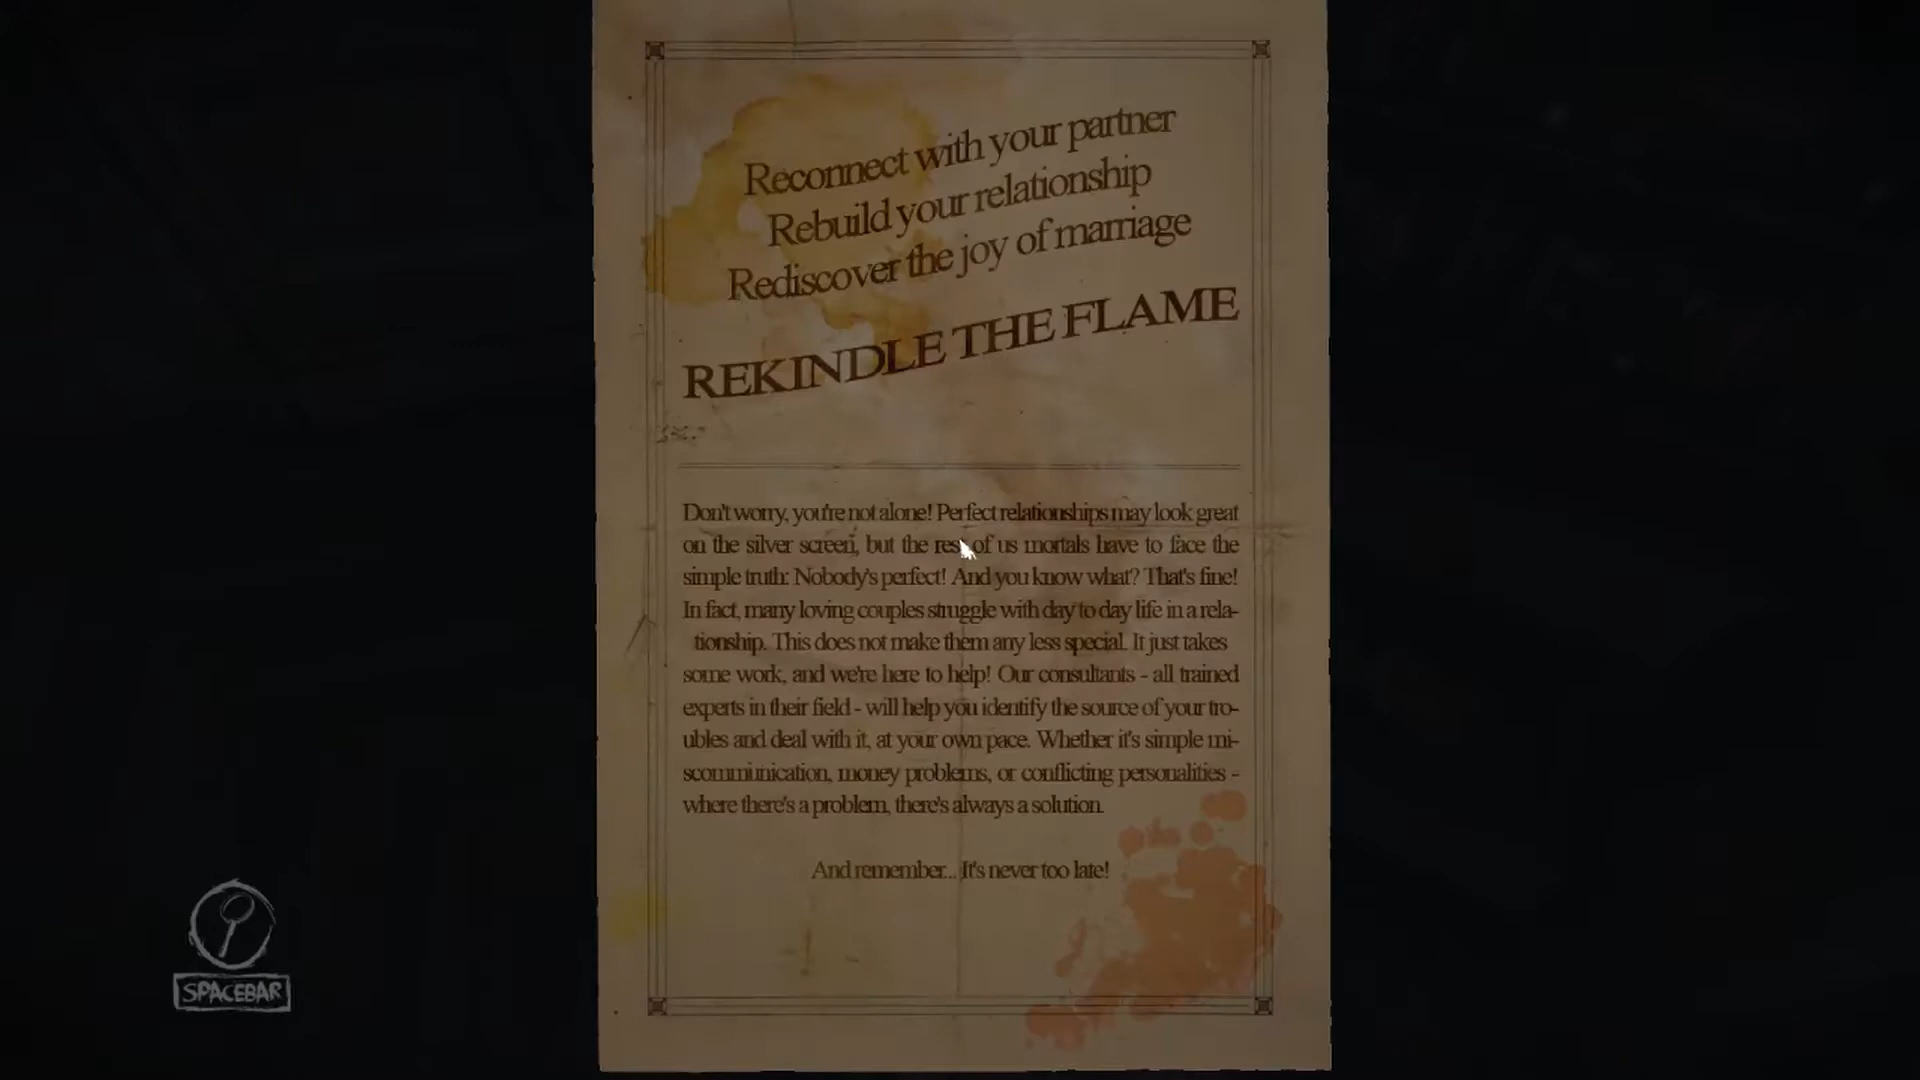 Reconnect with your partner
Rebuild your relationship
Rediscover the joy of marriage
REKINDLE THE FLAME
Don't worry, you're not alone! Perfect relationships may look great
on the silver screen, but the rest of us mortals have to face the
simple truth: Nobody's perfect! And you know what? That's fine!
In fact, many loving couples struggle with day to day life in a rela-
tionship. This does not make them any less special. It just takes
some work, and we're here to help! Our consultants - all trained
experts in their field - will help you identify the source of your tro-
ubles and deal with it, at your own pace. Whether it's simple mi-
scommunication, money problems, or conflicting personalities -
where there's a problem, there's always a solution.
And remember... It's never too late!
SPACEBAR